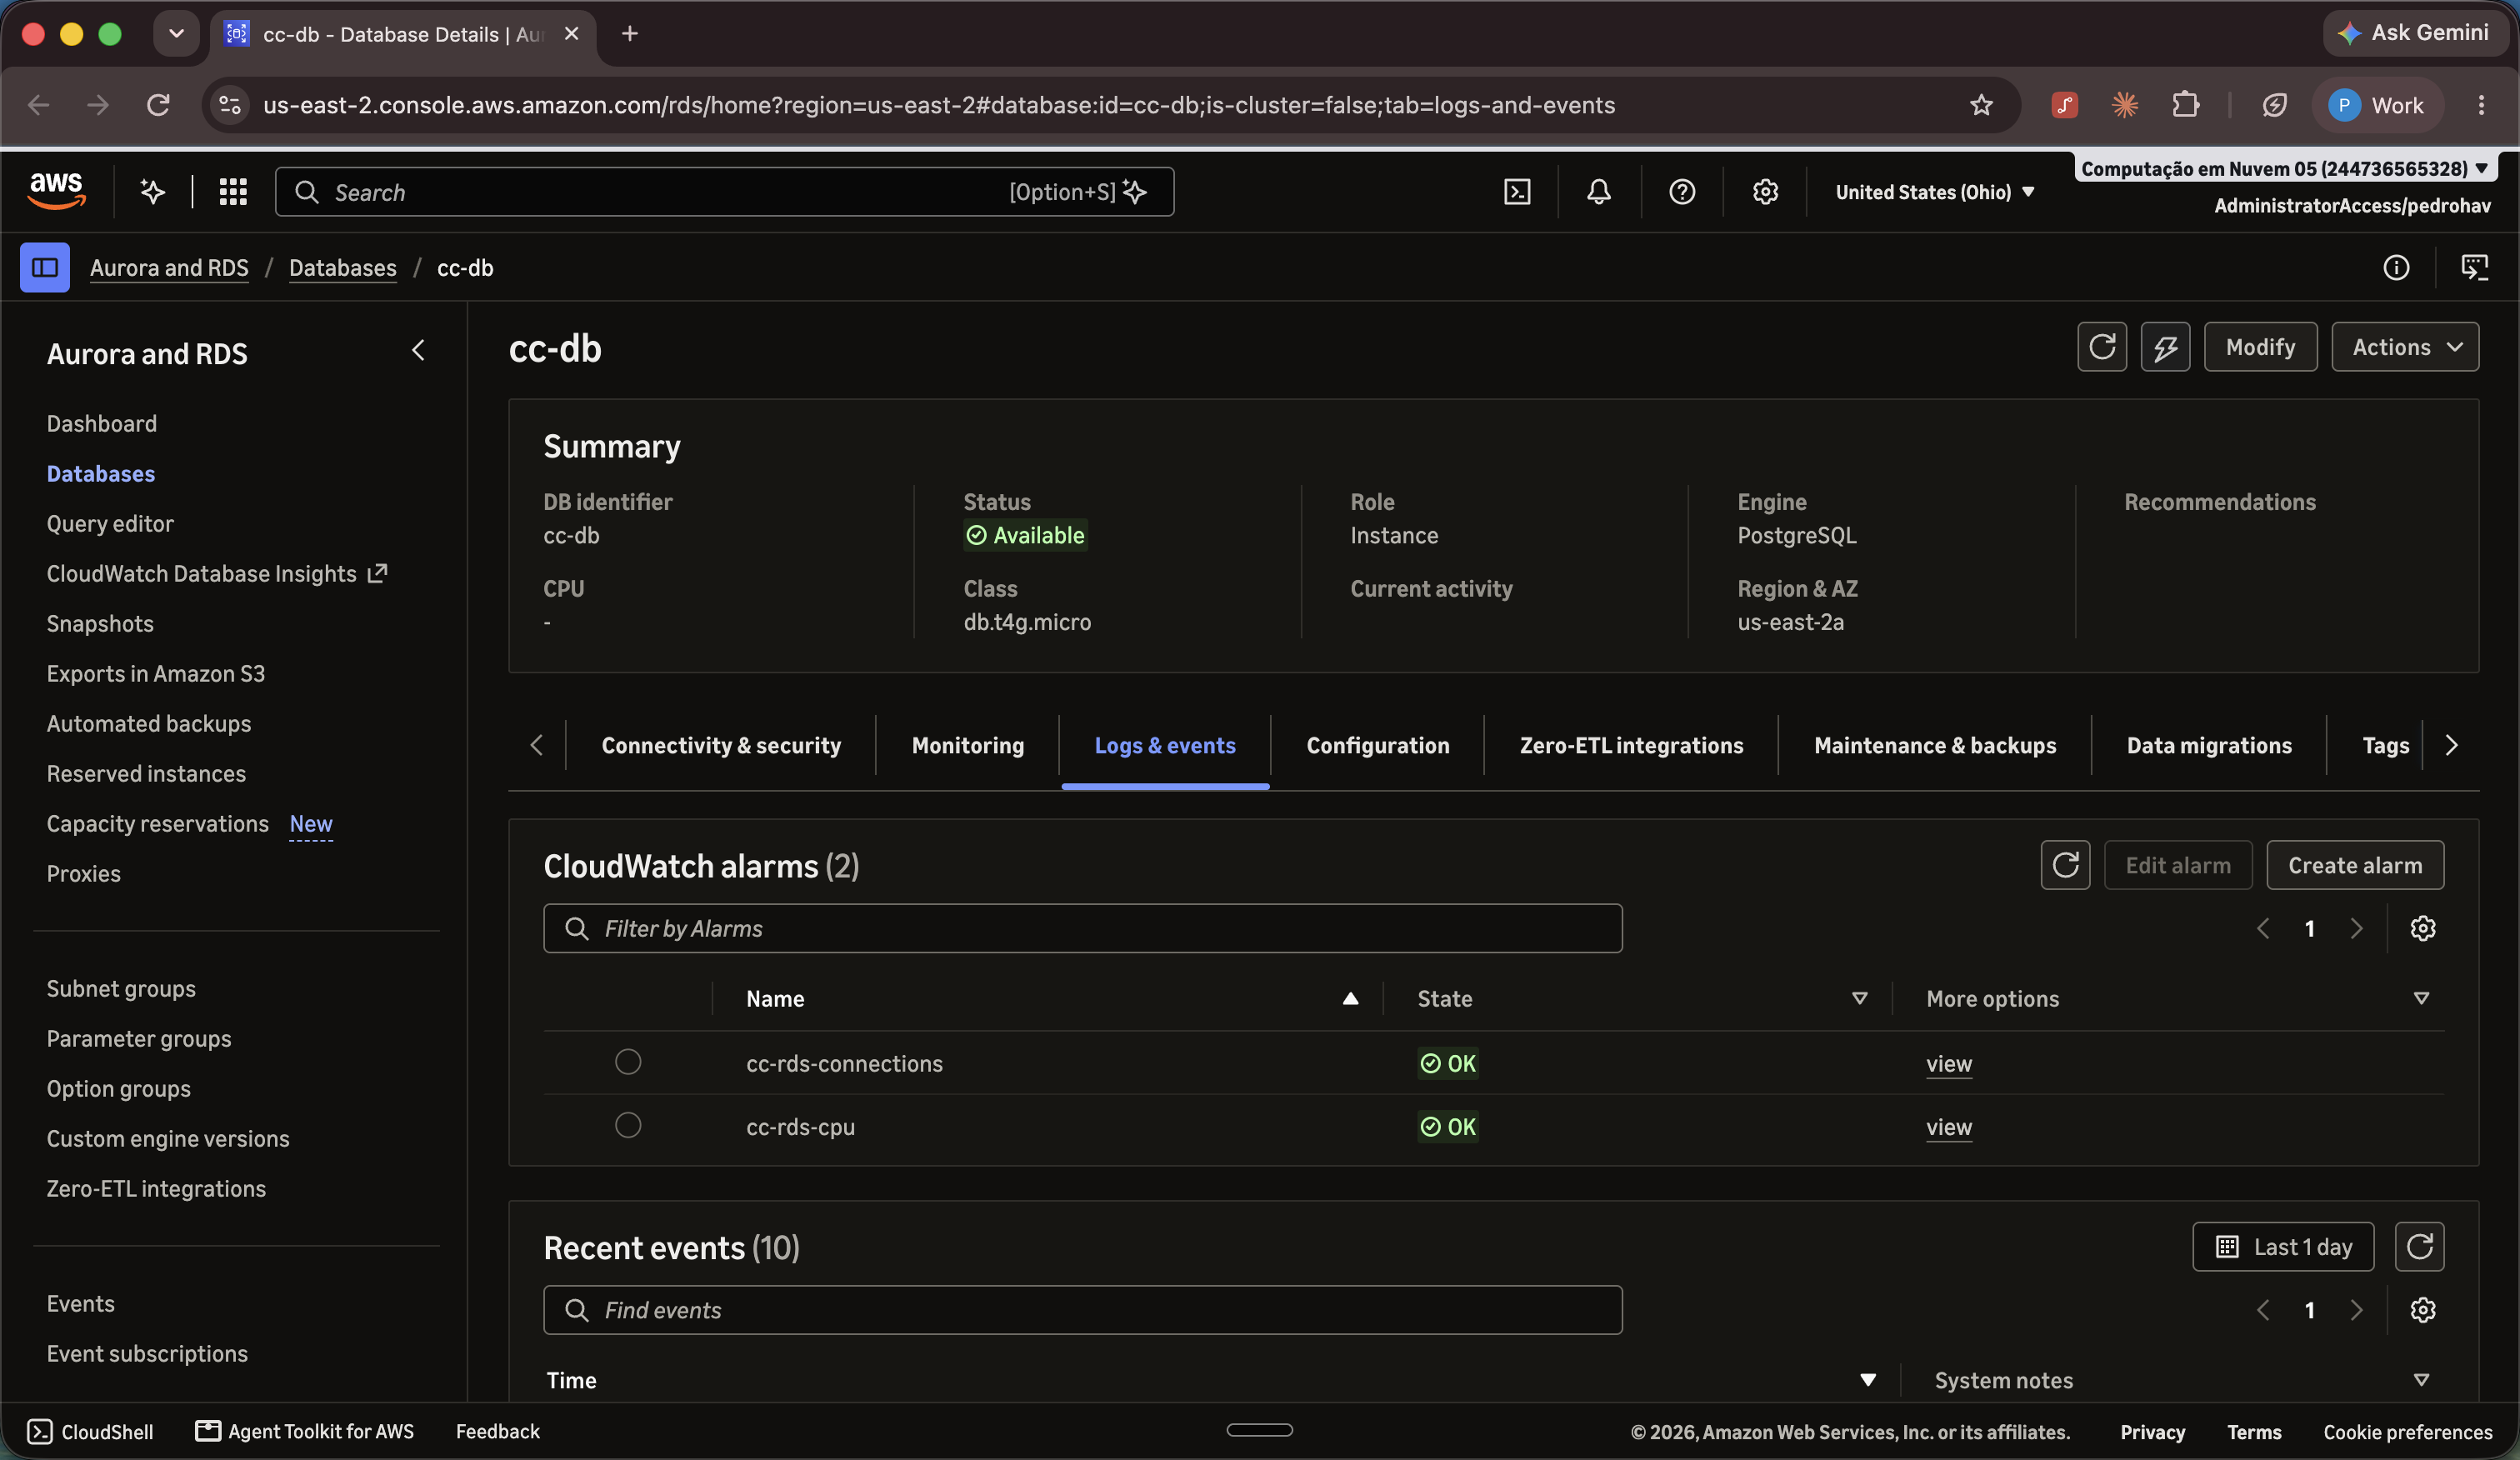 cc-db - Database Details | Au
Ask Gemini
us-east-2.console.aws.amazon.com/rds/home?region=us-east-2#database:id=cc-db;is-cluster=false;tab=logs-and-events
P Work
aws
Search [Option+S]
United States (Ohio)
Computação em Nuvem 05 (244736565328)
AdministratorAccess/pedrohav
Aurora and RDS / Databases / cc-db
Aurora and RDS
Dashboard
Databases
Query editor
CloudWatch Database Insights
Snapshots
Exports in Amazon S3
Automated backups
Reserved instances
Capacity reservations New
Proxies
Subnet groups
Parameter groups
Option groups
Custom engine versions
Zero-ETL integrations
Events
Event subscriptions
cc-db
Modify
Actions
Summary
DB identifier
cc-db
Status
Available
Role
Instance
Engine
PostgreSQL
Recommendations
CPU
-
Class
db.t4g.micro
Current activity
Region & AZ
us-east-2a
Connectivity & security
Monitoring
Logs & events
Configuration
Zero-ETL integrations
Maintenance & backups
Data migrations
Tags
CloudWatch alarms (2)
Edit alarm
Create alarm
Filter by Alarms
1
Name State More options
cc-rds-connections OK view
cc-rds-cpu OK view
Recent events (10)
Last 1 day
Find events
1
Time System notes
CloudShell
Agent Toolkit for AWS
Feedback
© 2026, Amazon Web Services, Inc. or its affiliates.
Privacy
Terms
Cookie preferences